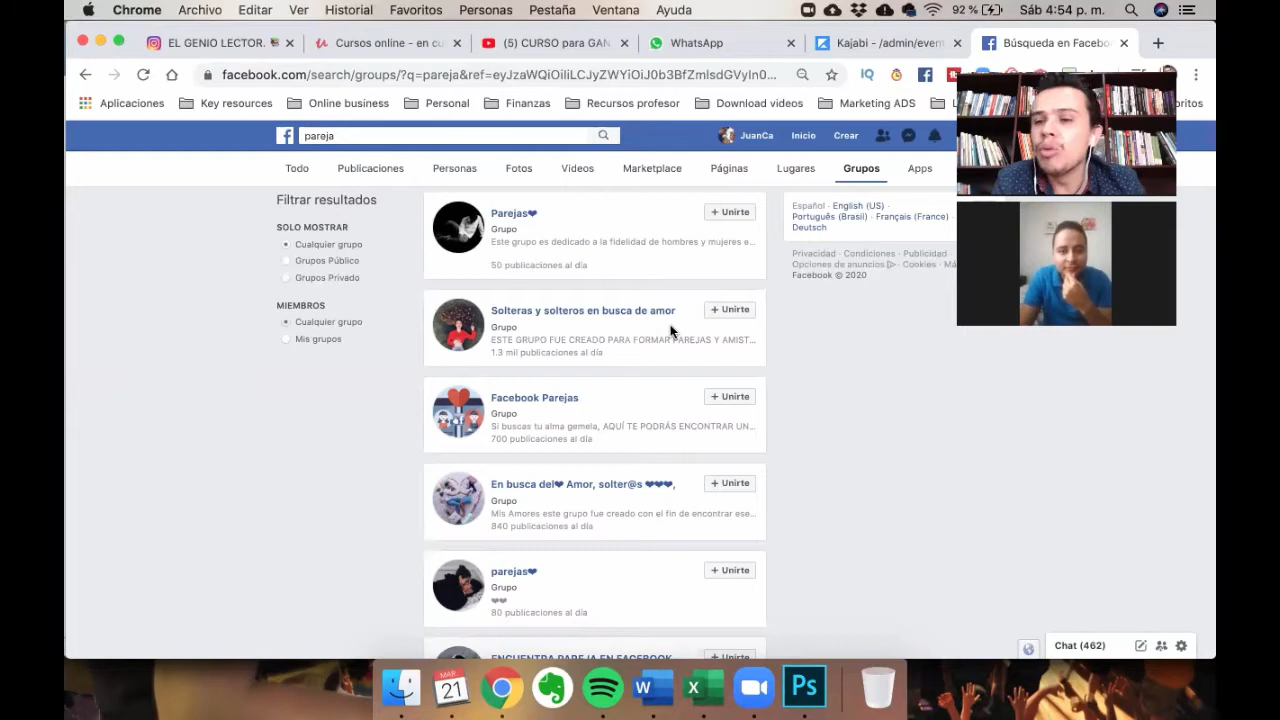 Chrome Archivo Editar Ver Historial Favoritos Personas Pestaña Ventana Ayuda 92 % Sáb 4:54 p. m.
EL GENIO LECTOR. Cursos online - en cu (5) CURSO para GAN WhatsApp Kajabi - /admin/even Búsqueda en Facebo
facebook.com/search/groups/?q=pareja&ref=
Aplicaciones Key resources Online business Personal Finanzas Recursos profesor Download videos Marketing ADS
pareja JuanCa Inicio Crear
Todo Publicaciones Personas Fotos Videos Marketplace Páginas Lugares Grupos Apps
Filtrar resultados
SOLO MOSTRAR
Cualquier grupo
Grupos Público
Grupos Privado
MIEMBROS
Cualquier grupo
Mis grupos
Parejas❤ + Unirte
Grupo
Este grupo es dedicado a la fidelidad de hombres y mujeres e...
50 publicaciones al día
Solteras y solteros en busca de amor + Unirte
Grupo
ESTE GRUPO FUE CREADO PARA FORMAR PAREJAS Y AMIST...
1.3 mil publicaciones al día
Facebook Parejas + Unirte
Grupo
Si buscas tu alma gemela, AQUÍ TE PODRÁS ENCONTRAR UN...
700 publicaciones al día
En busca del❤ Amor, solter@s ❤❤❤, + Unirte
Grupo
Mis Amores este grupo fue creado con el fin de encontrar ese...
840 publicaciones al día
parejas❤ + Unirte
Grupo
❤❤
80 publicaciones al día
ENCUENTRA PAREJA EN FACEBOOK + Unirte
Español · English (US) ·
Português (Brasil) · Français (France) ·
Deutsch
Privacidad · Condiciones · Publicidad
Opciones de anuncios · Cookies · Má
Facebook © 2020
Chat (462)
MAR
21
W
X
Ps